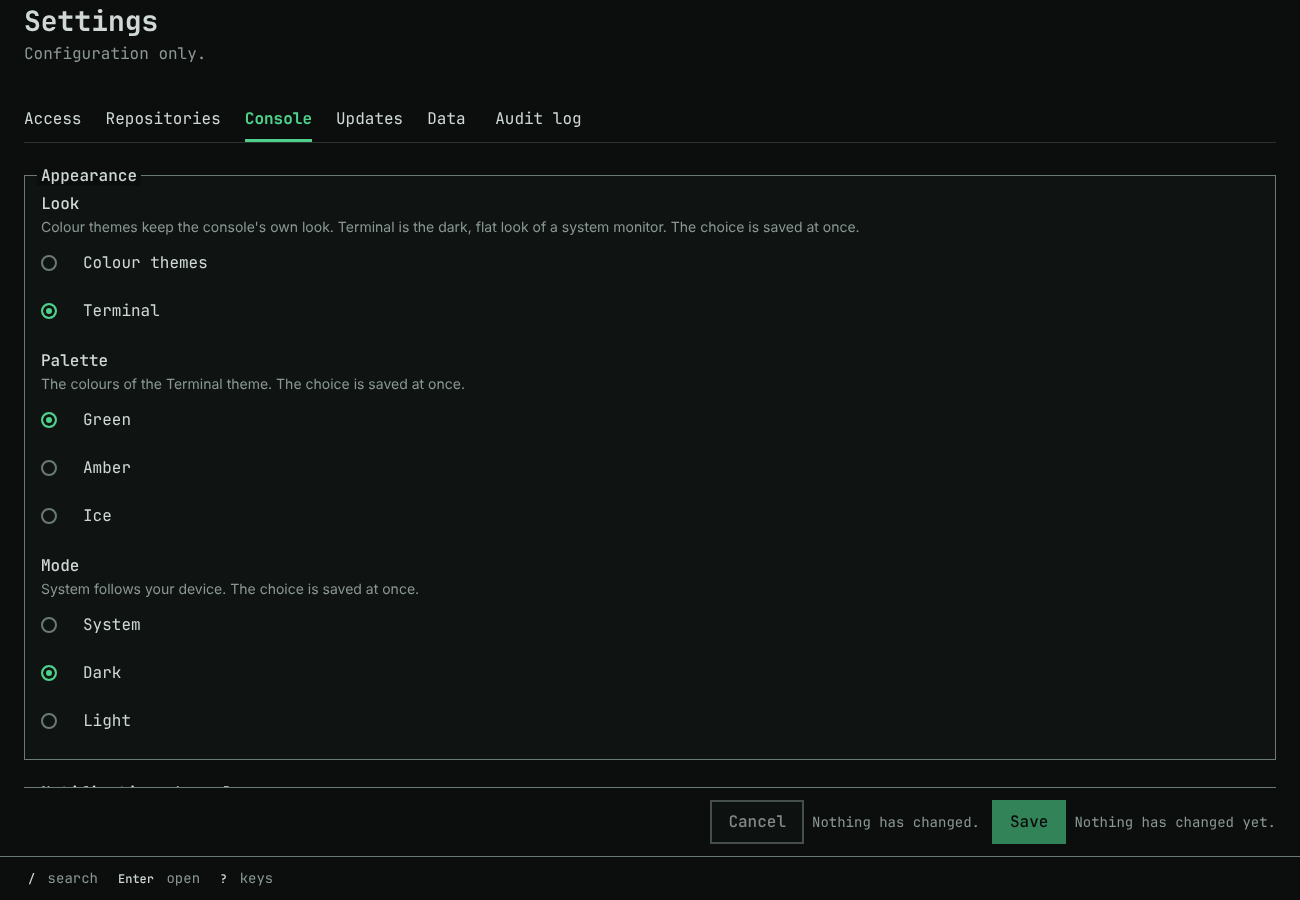 Settings
Configuration only.
Access Repositories Console Updates Data Audit log
Appearance
Look
Colour themes keep the console's own look. Terminal is the dark, flat look of a system monitor. The choice is saved at once.
Colour themes
Terminal
Palette
The colours of the Terminal theme. The choice is saved at once.
Green
Amber
Ice
Mode
System follows your device. The choice is saved at once.
System
Dark
Light
Cancel Nothing has changed. Save Nothing has changed yet.
/ search Enter open ? keys